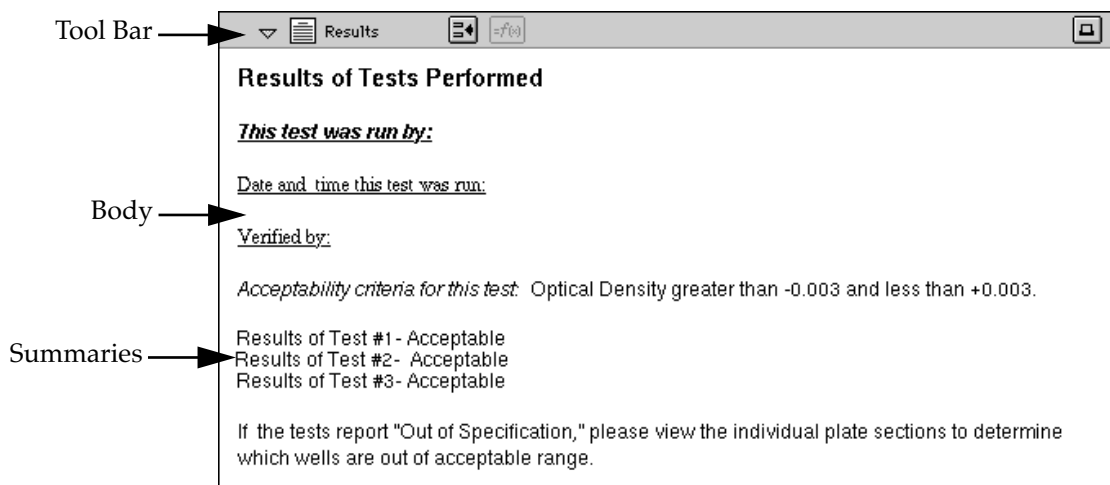 Tool Bar
Results
=f(x)
Results of Tests Performed
This test was run by:
Date and time this test was run:
Body
Verified by:
Acceptability criteria for this test: Optical Density greater than -0.003 and less than +0.003.
Results of Test #1- Acceptable
Summaries
Results of Test #2- Acceptable
Results of Test #3- Acceptable
If the tests report "Out of Specification," please view the individual plate sections to determine
which wells are out of acceptable range.